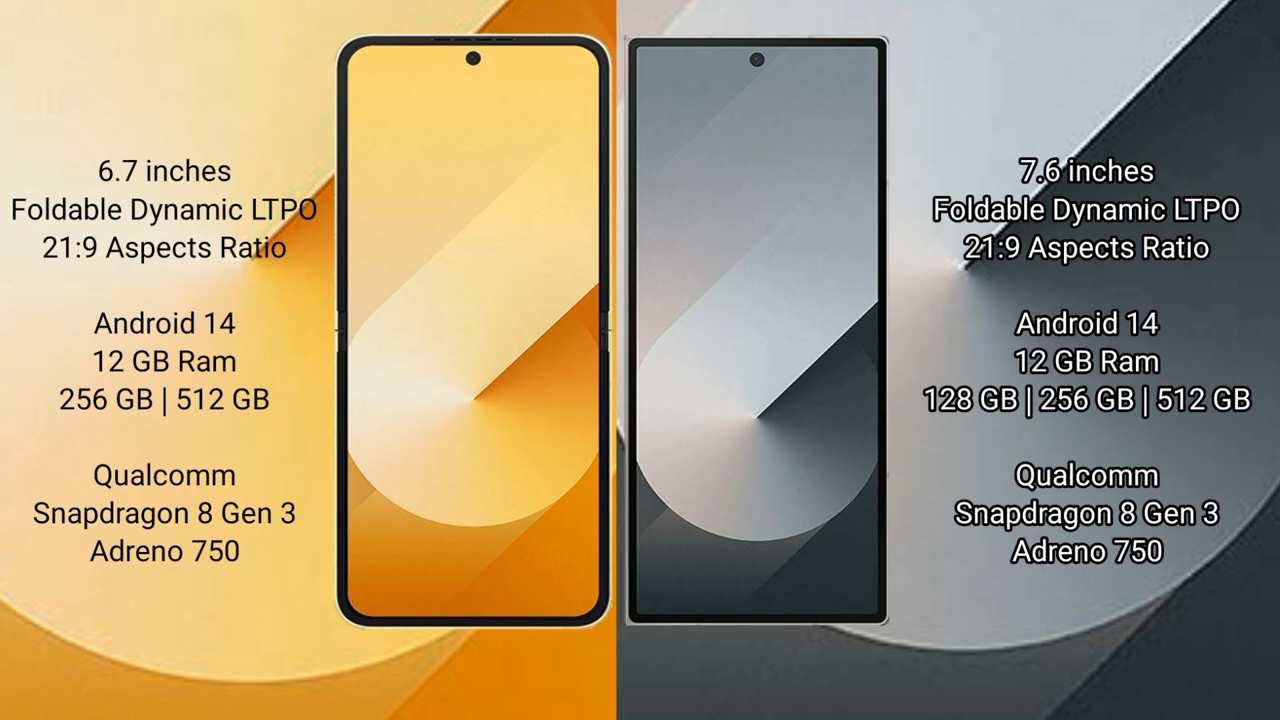 6.7 inches
Foldable Dynamic LTPO
21:9 Aspects Ratio
Android 14
12 GB Ram
256 GB | 512 GB
Qualcomm
Snapdragon 8 Gen 3
Adreno 750
7.6 inches
Foldable Dynamic LTPO
21:9 Aspects Ratio
Android 14
12 GB Ram
128 GB | 256 GB | 512 GB
Qualcomm
Snapdragon 8 Gen 3
Adreno 750